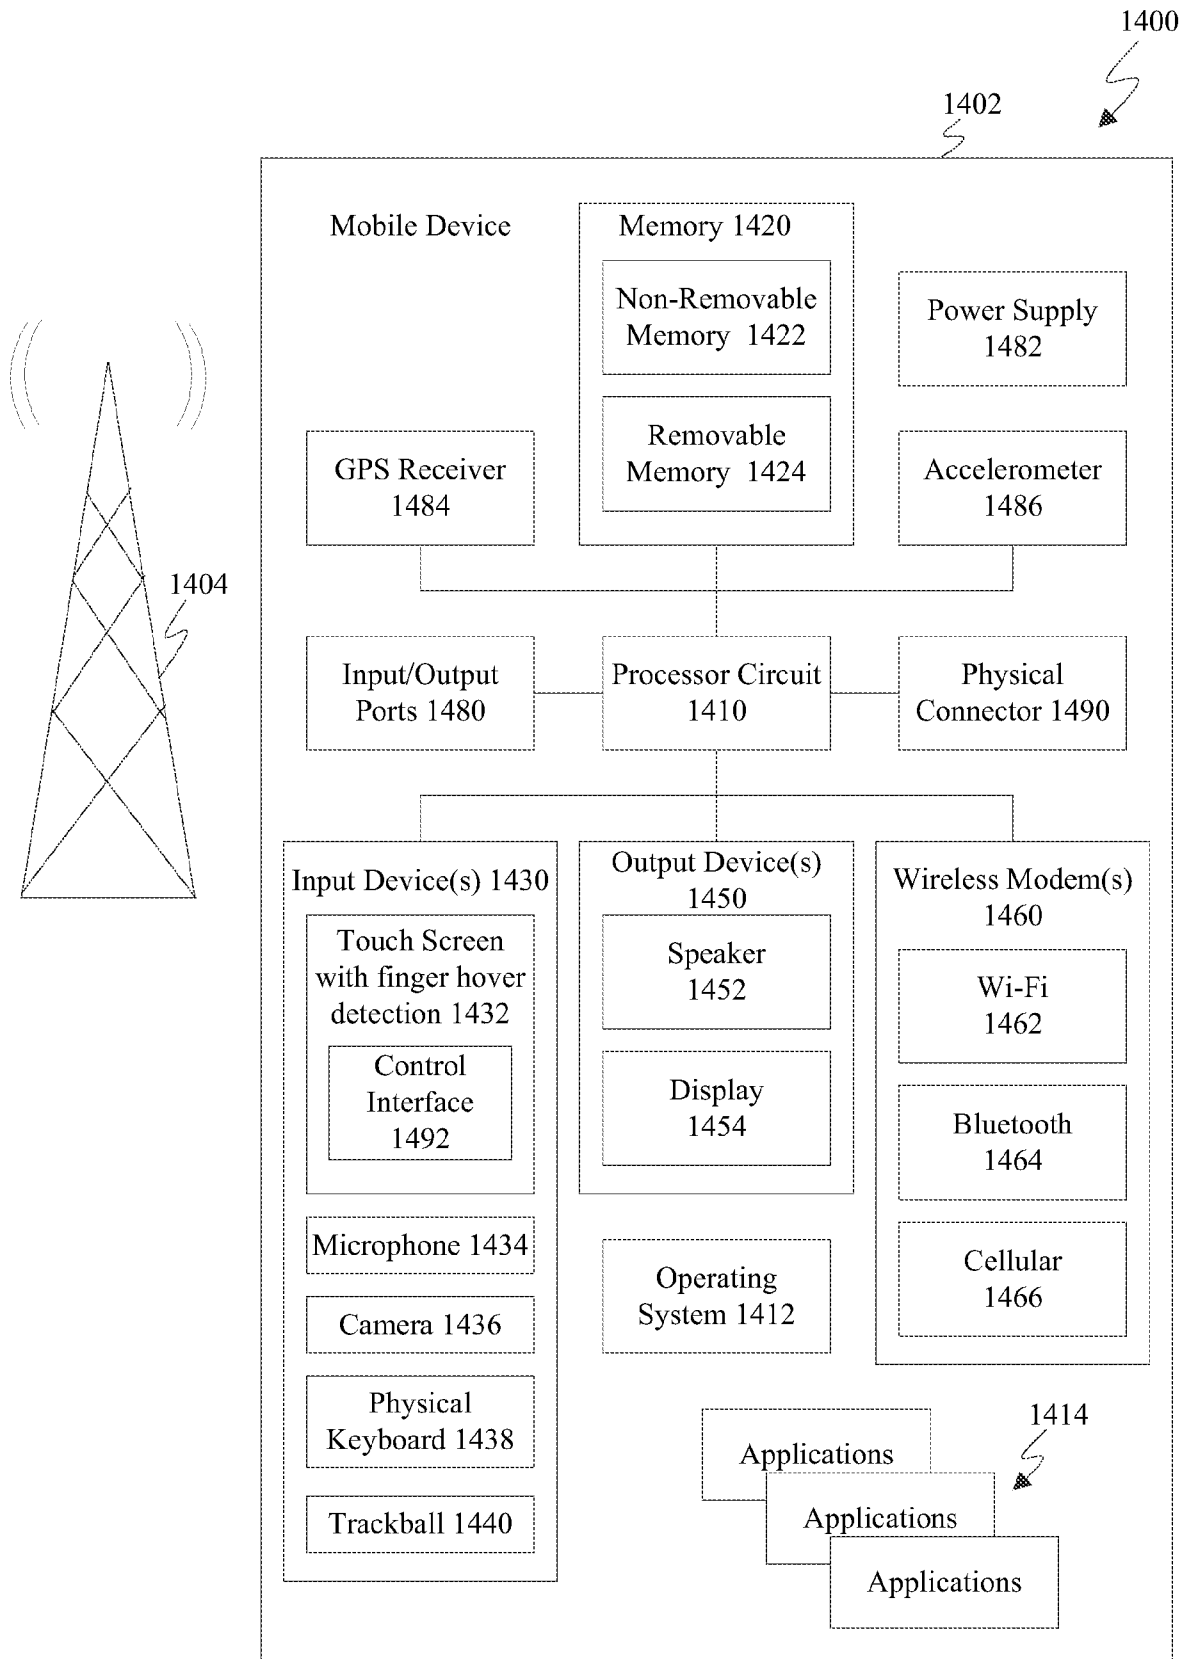 1400
1402
Mobile Device
Memory 1420
Non-Removable
Memory 1422
Removable
Memory 1424
Power Supply
1482
GPS Receiver
1484
Accelerometer
1486
1404
Input/Output
Ports 1480
Processor Circuit
1410
Physical
Connector 1490
Input Device(s) 1430
Touch Screen
with finger hover
detection 1432
Control
Interface
1492
Microphone 1434
Camera 1436
Physical
Keyboard 1438
Trackball 1440
Output Device(s)
1450
Speaker
1452
Display
1454
Operating
System 1412
Wireless Modem(s)
1460
Wi-Fi
1462
Bluetooth
1464
Cellular
1466
1414
Applications
Applications
Applications